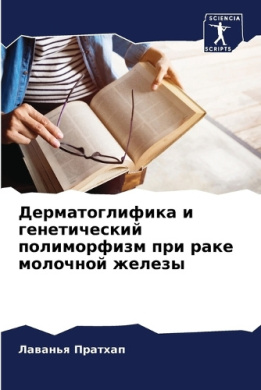 SCIENCIA
SCRIPTS
Дерматоглифика и
генетический
полиморфизм при раке
молочной железы
Лаванья Пратхап